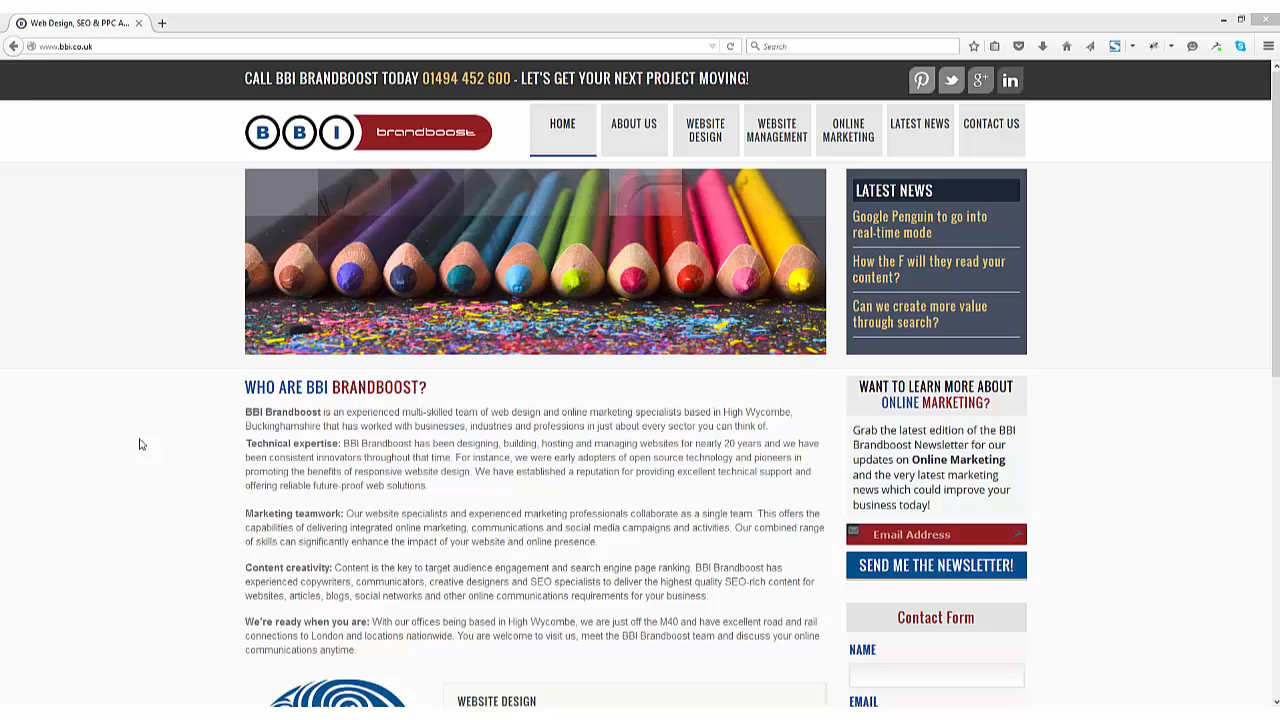 Web Design, SEO & PPC A...
www.bbi.co.uk
Search
CALL BBI BRANDBOOST TODAY 01494 452 600 - LET'S GET YOUR NEXT PROJECT MOVING!
g+
in
B B I brandboost
HOME
ABOUT US
WEBSITE
DESIGN
WEBSITE
MANAGEMENT
ONLINE
MARKETING
LATEST NEWS
CONTACT US
LATEST NEWS
Google Penguin to go into
real-time mode
How the F will they read your
content?
Can we create more value
through search?
WHO ARE BBI BRANDBOOST?
BBI Brandboost is an experienced multi-skilled team of web design and online marketing specialists based in High Wycombe,
Buckinghamshire that has worked with businesses, industries and professions in just about every sector you can think of.
Technical expertise: BBI Brandboost has been designing, building, hosting and managing websites for nearly 20 years and we have
been consistent innovators throughout that time. For instance, we were early adopters of open source technology and pioneers in
promoting the benefits of responsive website design. We have established a reputation for providing excellent technical support and
offering reliable future-proof web solutions.
Marketing teamwork: Our website specialists and experienced marketing professionals collaborate as a single team. This offers the
capabilities of delivering integrated online marketing, communications and social media campaigns and activities. Our combined range
of skills can significantly enhance the impact of your website and online presence.
Content creativity: Content is the key to target audience engagement and search engine page ranking. BBI Brandboost has
experienced copywriters, communicators, creative designers and SEO specialists to deliver the highest quality SEO-rich content for
websites, articles, blogs, social networks and other online communications requirements for your business.
We're ready when you are: With our offices being based in High Wycombe, we are just off the M40 and have excellent road and rail
connections to London and locations nationwide. You are welcome to visit us, meet the BBI Brandboost team and discuss your online
communications anytime.
WEBSITE DESIGN
WANT TO LEARN MORE ABOUT
ONLINE MARKETING?
Grab the latest edition of the BBI
Brandboost Newsletter for our
updates on Online Marketing
and the very latest marketing
news which could improve your
business today!
Email Address
SEND ME THE NEWSLETTER!
Contact Form
NAME
EMAIL